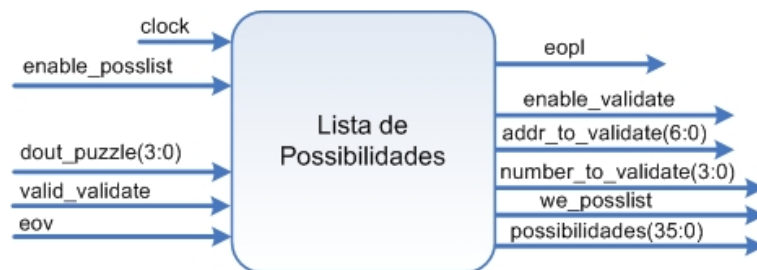 clock
enable_posslist
dout_puzzle(3:0)
valid_validate
eov
Lista de
Possibilidades
eopl
enable_validate
addr_to_validate(6:0)
number_to_validate(3:0)
we_posslist
possibilidades(35:0)